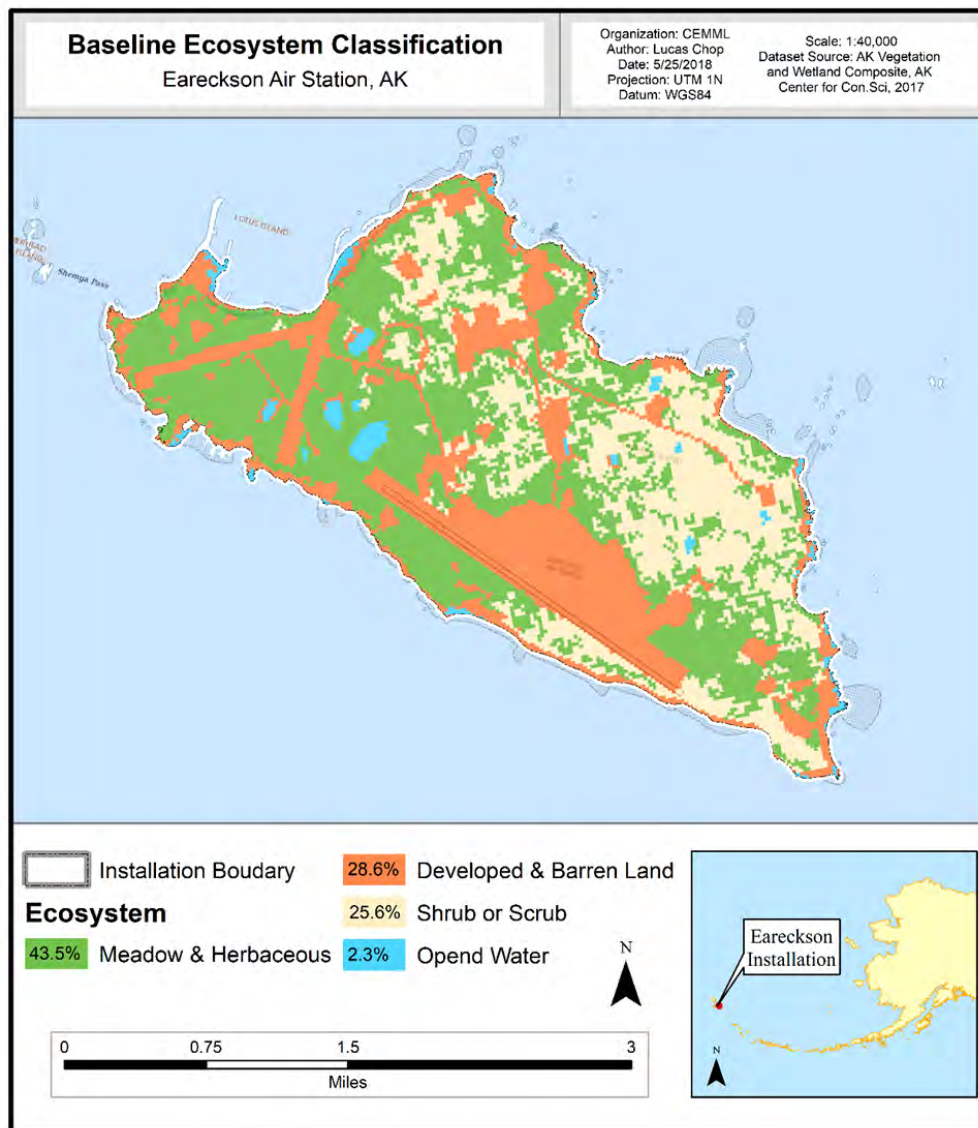 Baseline Ecosystem Classification
Eareckson Air Station, AK
Organization: CEMML
Author: Lucas Chop
Date: 5/25/2018
Projection: UTM 1N
Datum: WGS84
Scale: 1:40,000
Dataset Source: AK Vegetation
and Wetland Composite, AK
Center for Con.Sci, 2017
LOTUS ISLAND
ISLAND
Shemya Pass
Installation Boudary
Ecosystem
43.5% Meadow & Herbaceous
28.6% Developed & Barren Land
25.6% Shrub or Scrub
2.3% Opend Water
N
0 0.75 1.5 3
Miles
Eareckson
Installation
N